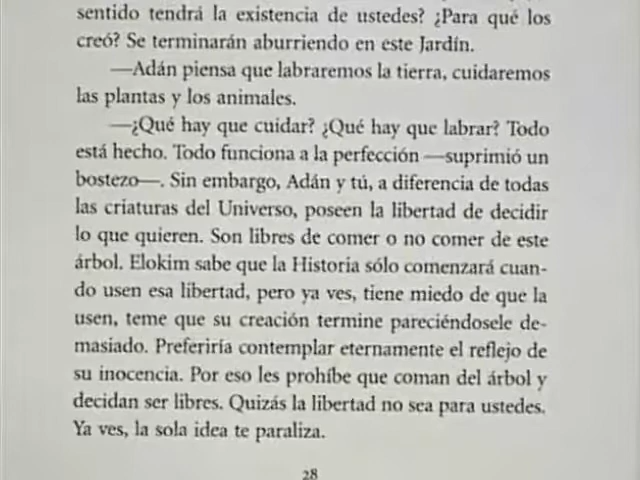 sentido tendrá la existencia de ustedes? ¿Para qué los
creó? Se terminarán aburriendo en este Jardín.
—Adán piensa que labraremos la tierra, cuidaremos
las plantas y los animales.
—¿Qué hay que cuidar? ¿Qué hay que labrar? Todo
está hecho. Todo funciona a la perfección —suprimió un
bostezo—. Sin embargo, Adán y tú, a diferencia de todas
las criaturas del Universo, poseen la libertad de decidir
lo que quieren. Son libres de comer o no comer de este
árbol. Elokim sabe que la Historia sólo comenzará cuan-
do usen esa libertad, pero ya ves, tiene miedo de que la
usen, teme que su creación termine pareciéndosele de-
masiado. Preferiría contemplar eternamente el reflejo de
su inocencia. Por eso les prohíbe que coman del árbol y
decidan ser libres. Quizás la libertad no sea para ustedes.
Ya ves, la sola idea te paraliza.
28